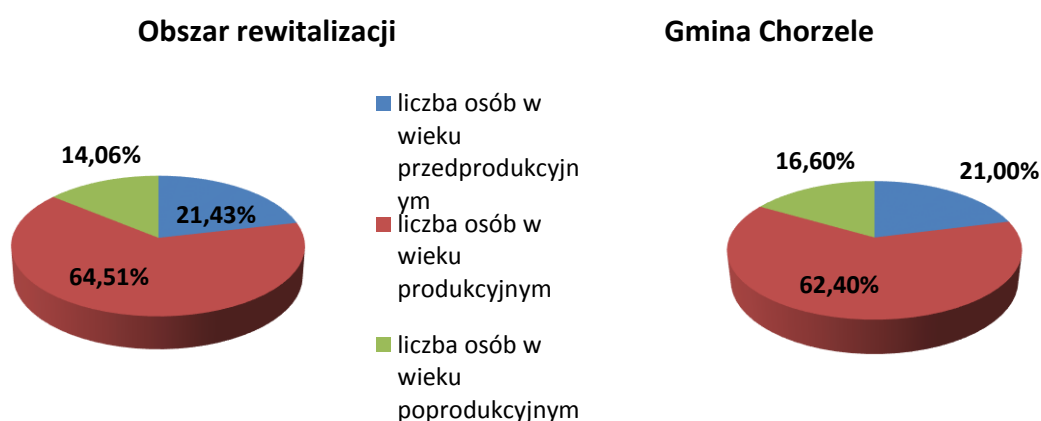 Obszar rewitalizacji
14,06%
21,43%
64,51%
liczba osób w
wieku
przedprodukcyjn
ym
liczba osób w
wieku
produkcyjnym
liczba osób w
wieku
poprodukcyjnym
Gmina Chorzele
16,60%
21,00%
62,40%